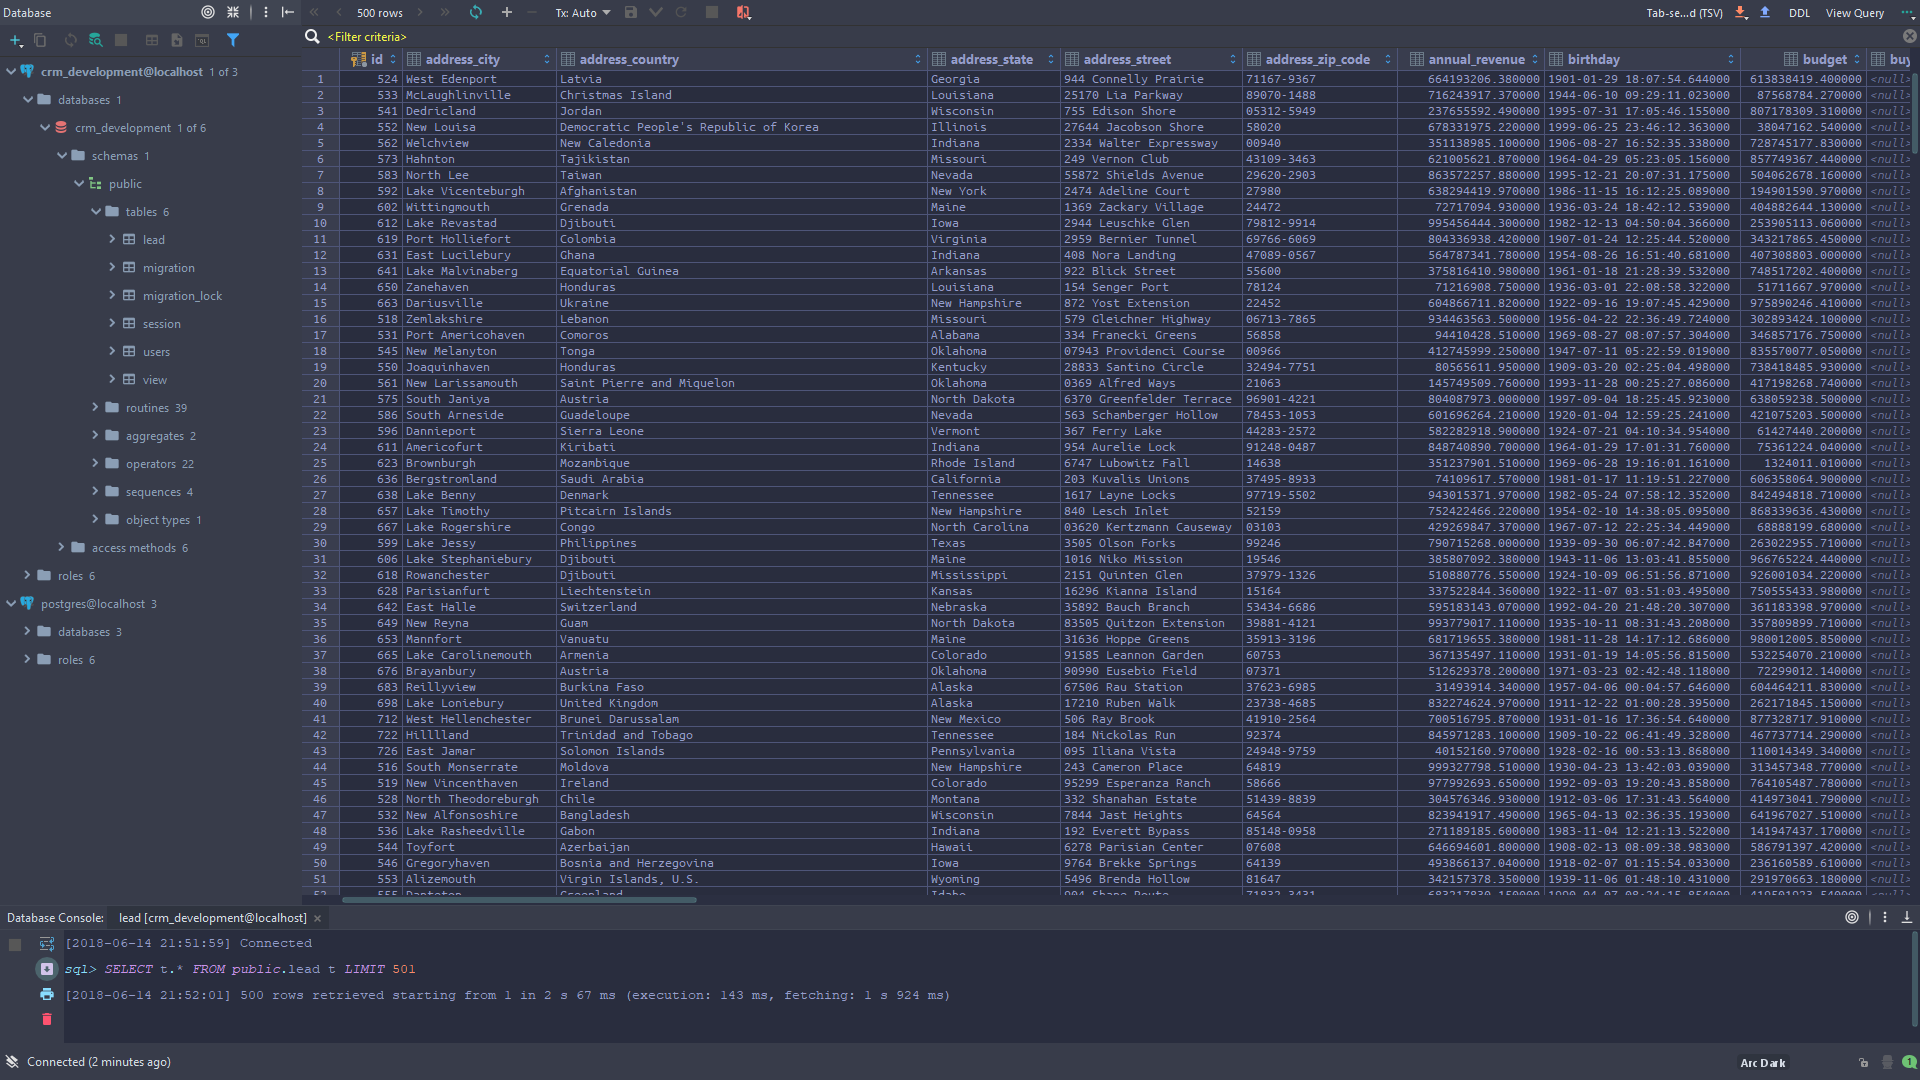 Database
500 rows
Tx: Auto
Tab-se...d (TSV)
DDL
View Query
<Filter criteria>
crm_development@localhost 1 of 3
databases 1
crm_development 1 of 6
schemas 1
public
tables 6
lead
migration
migration_lock
session
users
view
routines 39
aggregates 2
operators 22
sequences 4
object types 1
access methods 6
roles 6
postgres@localhost 3
databases 3
roles 6
id address_city address_country address_state address_street address_zip_code annual_revenue birthday budget buy
1 524 West Edenport Latvia Georgia 944 Connelly Prairie 71167-9367 664193206.380000 1901-01-29 18:07:54.644000 613838419.400000 <null>
2 533 McLaughlinville Christmas Island Louisiana 25170 Lia Parkway 89070-1488 716243917.370000 1944-06-10 09:29:11.023000 87568784.270000 <null>
3 541 Dedricland Jordan Wisconsin 755 Edison Shore 05312-5949 237655592.490000 1995-07-31 17:05:46.155000 807178309.310000 <null>
4 552 New Louisa Democratic People's Republic of Korea Illinois 27644 Jacobson Shore 58020 678331975.220000 1999-06-25 23:46:12.363000 38047162.540000 <null>
5 562 Welchview New Caledonia Indiana 2334 Walter Expressway 00940 351138985.100000 1906-08-27 16:52:35.338000 728745177.830000 <null>
6 573 Hahnton Tajikistan Missouri 249 Vernon Club 43109-3463 621005621.870000 1964-04-29 05:23:05.156000 857749367.440000 <null>
7 583 North Lee Taiwan Nevada 55872 Shields Avenue 29620-2903 863572257.880000 1995-12-21 20:07:31.175000 504062678.160000 <null>
8 592 Lake Vicenteburgh Afghanistan New York 2474 Adeline Court 27980 638294419.970000 1986-11-15 16:12:25.089000 194901590.970000 <null>
9 602 Wittingmouth Grenada Maine 1369 Zackary Village 24472 72717094.930000 1936-03-24 18:42:12.539000 404882644.130000 <null>
10 612 Lake Revastad Djibouti Iowa 2944 Leuschke Glen 79812-9914 995456444.300000 1982-12-13 04:50:04.366000 253905113.060000 <null>
11 619 Port Holliefort Colombia Virginia 2959 Bernier Tunnel 69766-6069 804336938.420000 1907-01-24 12:25:44.520000 343217865.450000 <null>
12 631 East Lucilebury Ghana Indiana 408 Nora Landing 47089-0567 564787341.780000 1954-08-26 16:51:40.681000 407308803.000000 <null>
13 641 Lake Malvinaberg Equatorial Guinea Arkansas 922 Blick Street 55600 375816410.980000 1961-01-18 21:28:39.532000 748517202.400000 <null>
14 650 Zanehaven Honduras Louisiana 154 Senger Port 78124 71216908.750000 1936-03-01 22:08:58.322000 51711667.970000 <null>
15 663 Dariusville Ukraine New Hampshire 872 Yost Extension 22452 604866711.820000 1922-09-16 19:07:45.429000 975890246.410000 <null>
16 518 Zemlakshire Lebanon Missouri 579 Gleichner Highway 06713-7865 934463563.500000 1956-04-22 22:36:49.724000 302893424.100000 <null>
17 531 Port Americohaven Comoros Alabama 334 Franecki Greens 56858 94410428.510000 1969-08-27 08:07:57.304000 346857176.750000 <null>
18 545 New Melanyton Tonga Oklahoma 07943 Providenci Course 00966 412745999.250000 1947-07-11 05:22:59.019000 835570077.050000 <null>
19 550 Joaquinhaven Honduras Kentucky 28833 Santino Circle 32494-7751 80565611.950000 1909-03-20 02:25:04.498000 738418485.930000 <null>
20 561 New Larissamouth Saint Pierre and Miquelon Oklahoma 0369 Alfred Ways 21063 145749509.760000 1993-11-28 00:25:27.086000 417198268.740000 <null>
21 575 South Janiya Austria North Dakota 6370 Greenfelder Terrace 96901-4221 804087973.000000 1997-09-04 18:25:45.923000 638059238.500000 <null>
22 586 South Arneside Guadeloupe Nevada 563 Schamberger Hollow 78453-1053 601696264.210000 1920-01-04 12:59:25.241000 421075203.500000 <null>
23 596 Dannieport Sierra Leone Vermont 367 Ferry Lake 44283-2572 582282918.900000 1924-07-21 04:10:34.954000 61427440.200000 <null>
24 611 Americofurt Kiribati Indiana 954 Aurelie Lock 91248-0487 848740890.700000 1964-01-29 17:01:31.760000 75361224.040000 <null>
25 623 Brownburgh Mozambique Rhode Island 6747 Lubowitz Fall 14638 351237901.510000 1969-06-28 19:16:01.161000 1324011.010000 <null>
26 636 Bergstromland Saudi Arabia California 203 Kuvalis Unions 37495-8933 74109617.570000 1981-01-17 11:19:51.227000 606358064.900000 <null>
27 638 Lake Benny Denmark Tennessee 1617 Layne Locks 97719-5502 943015371.970000 1982-05-24 07:58:12.352000 842494818.710000 <null>
28 657 Lake Timothy Pitcairn Islands New Hampshire 840 Lesch Inlet 52159 752422466.220000 1954-02-10 14:38:05.095000 868339636.430000 <null>
29 667 Lake Rogershire Congo North Carolina 03620 Kertzmann Causeway 03103 429269847.370000 1967-07-12 22:25:34.449000 68888199.680000 <null>
30 599 Lake Jessy Philippines Texas 3505 Olson Forks 99246 790715268.000000 1939-09-30 06:07:42.847000 263022955.710000 <null>
31 606 Lake Stephaniebury Djibouti Maine 1016 Niko Mission 19546 385807092.380000 1943-11-06 13:03:41.855000 966765224.440000 <null>
32 618 Rowanchester Djibouti Mississippi 2151 Quinten Glen 37979-1326 510880776.550000 1924-10-09 06:51:56.871000 926001034.220000 <null>
33 628 Parisianfurt Liechtenstein Kansas 16296 Kianna Island 15164 337522844.360000 1922-11-07 03:51:03.495000 750555433.980000 <null>
34 642 East Halle Switzerland Nebraska 35892 Bauch Branch 53434-6686 595183143.070000 1992-04-20 21:48:20.307000 361183398.970000 <null>
35 649 New Reyna Guam North Dakota 83505 Quitzon Extension 39881-4121 993779017.110000 1935-10-11 08:31:43.208000 357809899.710000 <null>
36 653 Mannfort Vanuatu Maine 31636 Hoppe Greens 35913-3196 681719655.380000 1981-11-28 14:17:12.686000 980012005.850000 <null>
37 665 Lake Carolinemouth Armenia Colorado 91585 Leannon Garden 60753 367135497.110000 1931-01-19 14:05:56.815000 532254070.210000 <null>
38 676 Brayanbury Austria Oklahoma 90990 Eusebio Field 07371 512629378.200000 1971-03-23 02:42:48.118000 72299012.140000 <null>
39 683 Reillyview Burkina Faso Alaska 67506 Rau Station 37623-6985 31493914.340000 1957-04-06 00:04:57.646000 604464211.830000 <null>
40 698 Lake Loniebury United Kingdom Alaska 17210 Ruben Walk 23738-4685 832274624.970000 1911-12-22 01:00:28.395000 262171845.150000 <null>
41 712 West Hellenchester Brunei Darussalam New Mexico 506 Ray Brook 41910-2564 700516795.870000 1931-01-16 17:36:54.640000 877328717.910000 <null>
42 722 Hilllland Trinidad and Tobago Tennessee 184 Nickolas Run 92374 845971283.100000 1909-10-22 06:41:49.328000 467737714.290000 <null>
43 726 East Jamar Solomon Islands Pennsylvania 095 Iliana Vista 24948-9759 40152160.970000 1928-02-16 00:53:13.868000 110014349.340000 <null>
44 516 South Monserrate Moldova New Hampshire 243 Cameron Place 64819 999327798.510000 1930-04-23 13:42:03.039000 313457348.770000 <null>
45 519 New Vincenthaven Ireland Colorado 95299 Esperanza Ranch 58666 977992693.650000 1992-09-03 19:20:43.858000 764105487.780000 <null>
46 528 North Theodoreburgh Chile Montana 332 Shanahan Estate 51439-8839 304576346.930000 1912-03-06 17:31:43.564000 414973041.790000 <null>
47 532 New Alfonsoshire Bangladesh Wisconsin 7844 Jast Heights 64564 823941917.490000 1965-04-13 02:36:35.193000 641967027.510000 <null>
48 536 Lake Rasheedville Gabon Indiana 192 Everett Bypass 85148-0958 271189185.600000 1983-11-04 12:21:13.522000 141947437.170000 <null>
49 544 Toyfort Azerbaijan Hawaii 6278 Parisian Center 07608 646694601.800000 1908-02-13 08:09:38.983000 586791397.420000 <null>
50 546 Gregoryhaven Bosnia and Herzegovina Iowa 9764 Brekke Springs 64139 493866137.040000 1918-02-07 01:15:54.033000 236160589.610000 <null>
51 553 Alizemouth Virgin Islands, U.S. Wyoming 5496 Brenda Hollow 81647 342157378.350000 1939-11-06 01:48:10.431000 291970663.180000 <null>
Database Console: lead [crm_development@localhost]
[2018-06-14 21:51:59] Connected
sql> SELECT t.* FROM public.lead t LIMIT 501
[2018-06-14 21:52:01] 500 rows retrieved starting from 1 in 2 s 67 ms (execution: 143 ms, fetching: 1 s 924 ms)
Connected (2 minutes ago)
Arc Dark
1